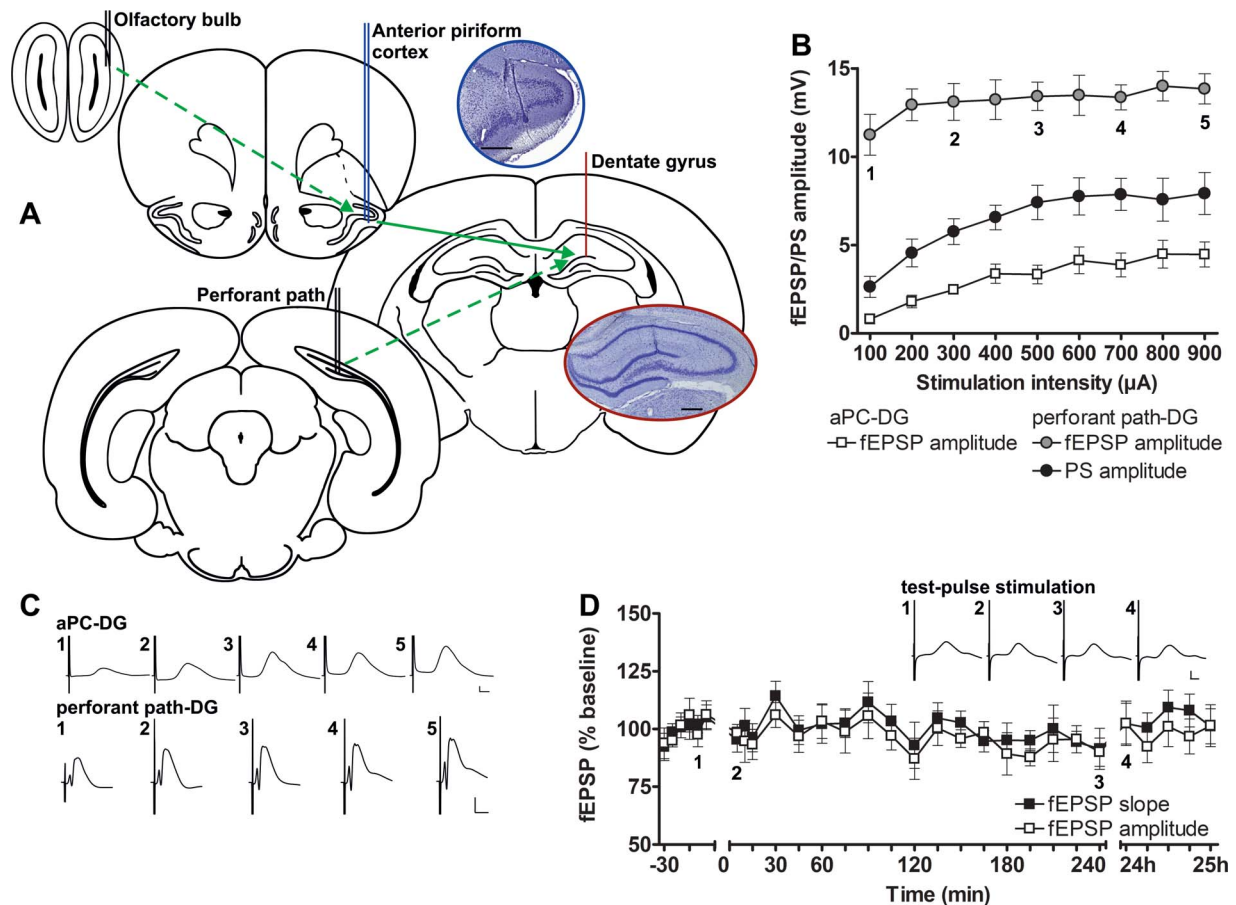 A
Olfactory bulb
Anterior piriform
cortex
Dentate gyrus
Perforant path
B
fEPSP/PS amplitude (mV)
15
10
5
0
1
2
3
4
5
100 200 300 400 500 600 700 800 900
Stimulation intensity (µA)
aPC-DG
fEPSP amplitude
perforant path-DG
fEPSP amplitude
PS amplitude
C
aPC-DG
1 2 3 4 5
perforant path-DG
1 2 3 4 5
D
test-pulse stimulation
1 2 3 4
fEPSP (% baseline)
150
125
100
75
50
1
2
3
4
fEPSP slope
fEPSP amplitude
-30 0 30 60 120 180 240 24h 25h
Time (min)